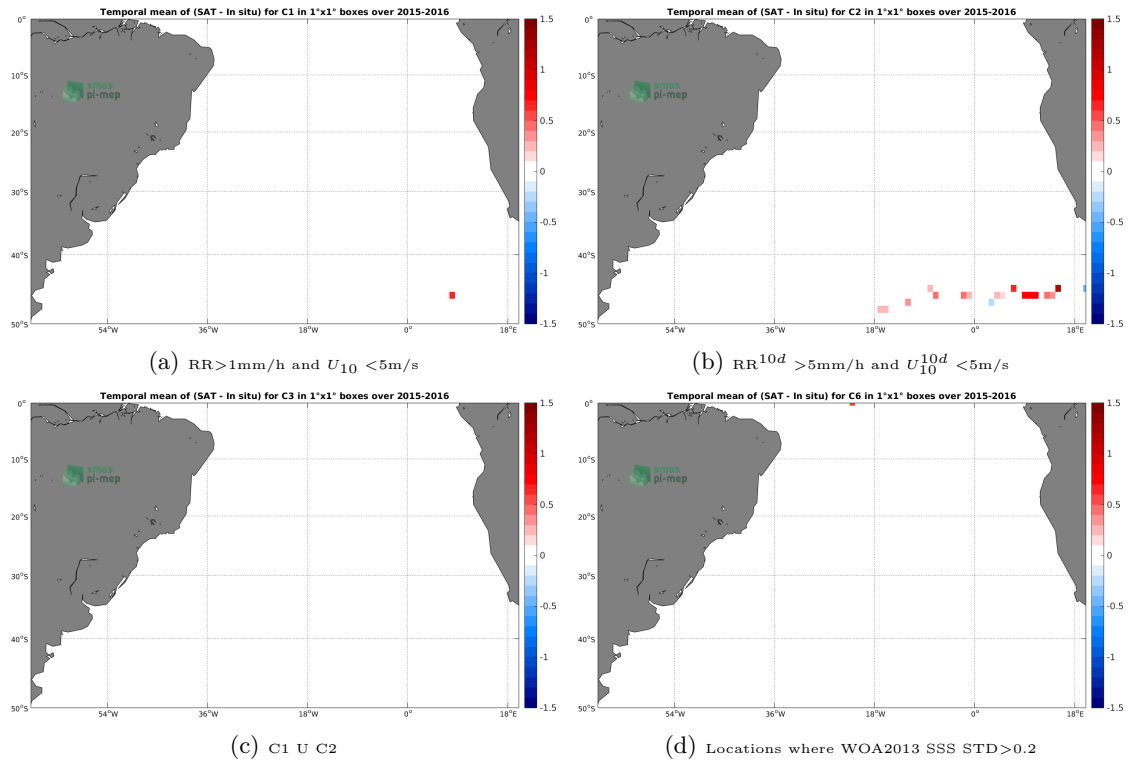 Temporal mean of (SAT - In situ) for C1 in 1°x1° boxes over 2015-2016
0°
10°S
20°S
30°S
40°S
50°S
54°W
36°W
18°W
0°
18°E
1.5
1
0.5
0
-0.5
-1
-1.5
smos
pi-mep
(a) RR>1mm/h and U10 <5m/s
Temporal mean of (SAT - In situ) for C2 in 1°x1° boxes over 2015-2016
0°
10°S
20°S
30°S
40°S
50°S
54°W
36°W
18°W
0°
18°E
1.5
1
0.5
0
-0.5
-1
-1.5
smos
pi-mep
(b) RR10d >5mm/h and U10d10 <5m/s
Temporal mean of (SAT - In situ) for C3 in 1°x1° boxes over 2015-2016
0°
10°S
20°S
30°S
40°S
50°S
54°W
36°W
18°W
0°
18°E
1.5
1
0.5
0
-0.5
-1
-1.5
smos
pi-mep
(c) C1 U C2
Temporal mean of (SAT - In situ) for C6 in 1°x1° boxes over 2015-2016
0°
10°S
20°S
30°S
40°S
50°S
54°W
36°W
18°W
0°
18°E
1.5
1
0.5
0
-0.5
-1
-1.5
smos
pi-mep
(d) Locations where WOA2013 SSS STD>0.2